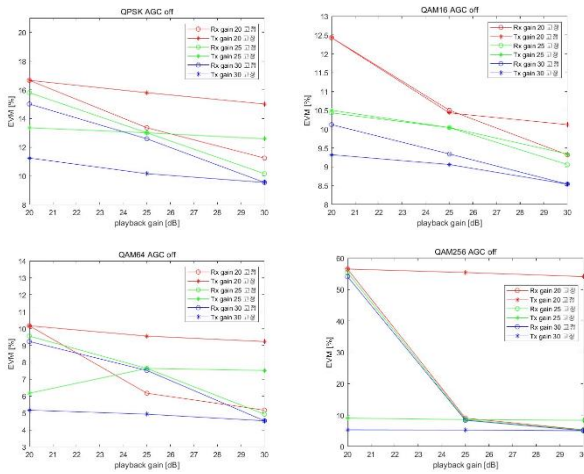 QPSK AGC off
EVM [%]
20
18
16
14
12
10
8
Rx gain 20 고정
Tx gain 20 고정
Rx gain 25 고정
Tx gain 25 고정
Rx gain 30 고정
Tx gain 30 고정
20 21 22 23 24 25 26 27 28 29 30
playback gain [dB]
QAM16 AGC off
EVM [%]
13
12.5
12
11.5
11
10.5
10
9.5
9
8.5
8
Rx gain 20 고정
Tx gain 20 고정
Rx gain 25 고정
Tx gain 25 고정
Rx gain 30 고정
Tx gain 30 고정
20 21 22 23 24 25 26 27 28 29 30
playback gain [dB]
QAM64 AGC off
EVM [%]
14
13
12
11
10
9
8
7
6
5
4
3
Rx gain 20 고정
Tx gain 20 고정
Rx gain 25 고정
Tx gain 25 고정
Rx gain 30 고정
Tx gain 30 고정
20 21 22 23 24 25 26 27 28 29 30
playback gain [dB]
QAM256 AGC off
EVM [%]
60
50
40
30
20
10
0
Rx gain 20 고정
Tx gain 20 고정
Rx gain 25 고정
Tx gain 25 고정
Rx gain 30 고정
Tx gain 30 고정
20 21 22 23 24 25 26 27 28 29 30
playback gain [dB]